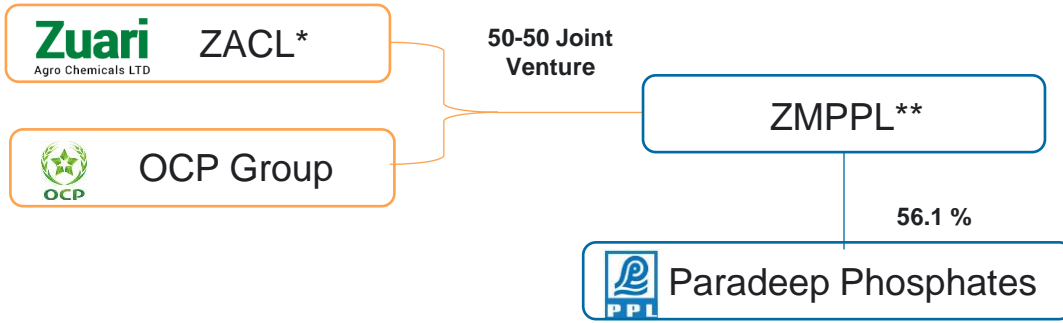 Zuari
Agro Chemicals LTD
ZACL*
50-50 Joint
Venture
OCP
OCP Group
ZMPPL**
56.1 %
PPL
Paradeep Phosphates